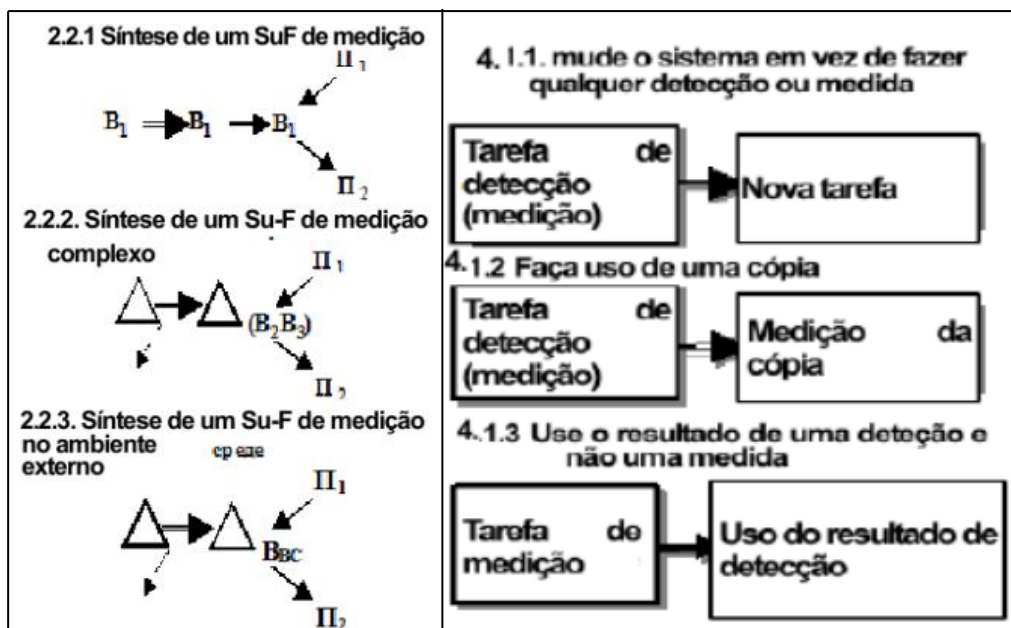 2.2.1 Síntese de um SuF de medição
П₁
B₁ B₁ B₁
П₂
2.2.2. Síntese de um Su-F de medição
complexo
П₁
(B₂B₃)
П₂
2.2.3. Síntese de um Su-F de medição
no ambiente
externo
среде
П₁
BBC
П₂
4. 1.1. mude o sistema em vez de fazer
qualquer detecção ou medida
Tarefa de
detecção
(medição)
Nova tarefa
4.1.2 Faça uso de uma cópia
Tarefa de
detecção
(medição)
Medição da
cópia
4..1.3 Use o resultado de uma deteção e
não uma medida
Tarefa de
medição
Uso do resultado de
detecção